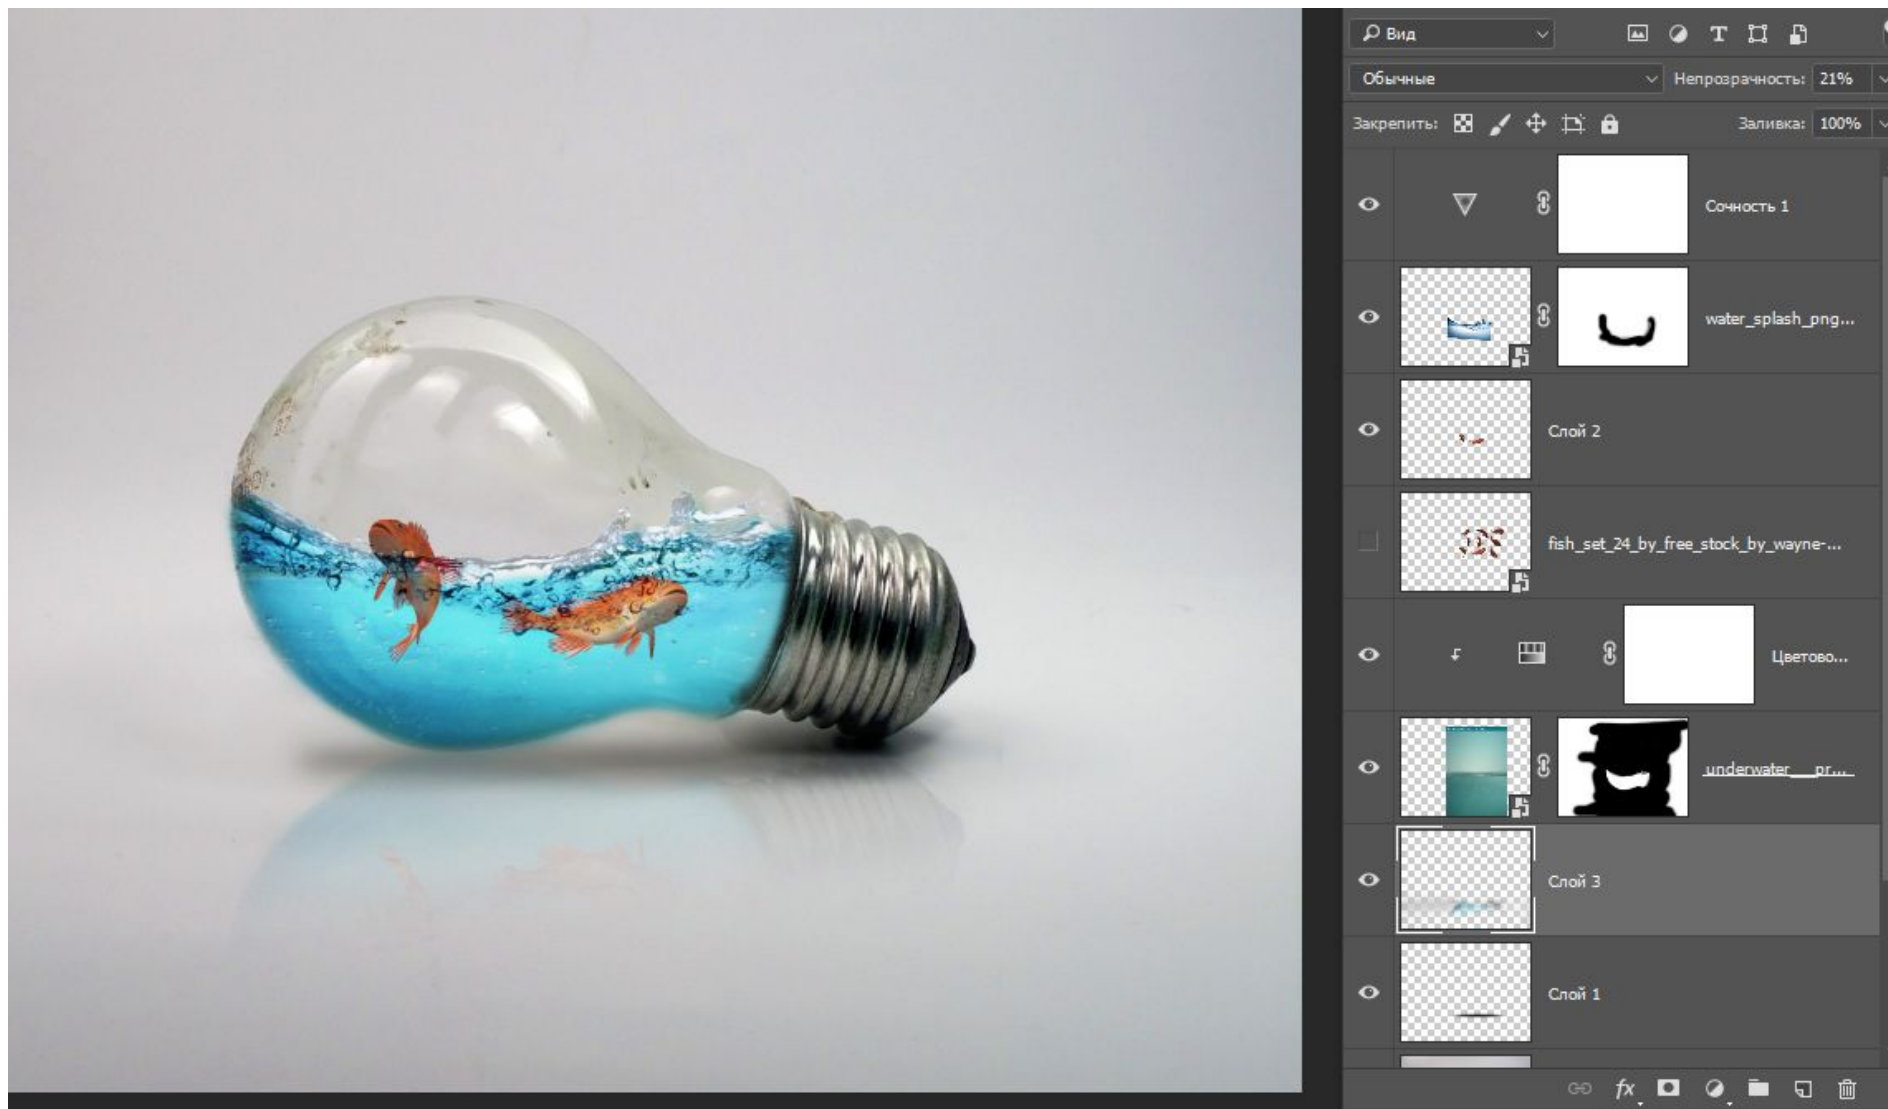 Вид
Обычные
Непрозрачность: 21%
Закрепить:
Заливка: 100%
Сочность 1
water_splash_png...
Слой 2
fish_set_24_by_free_stock_by_wayne-...
Цветово...
underwater___pr...
Слой 3
Слой 1
fx